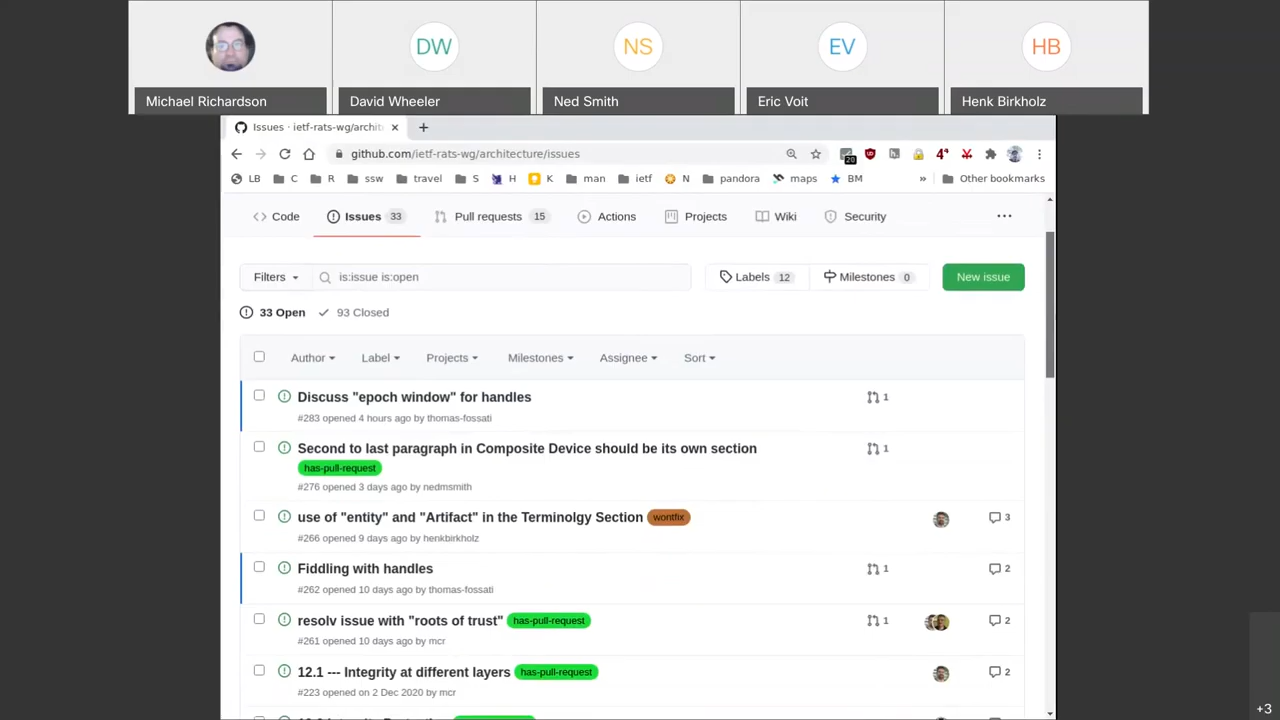 DW
NS
EV
HB
Michael Richardson
David Wheeler
Ned Smith
Eric Voit
Henk Birkholz
Issues · ietf-rats-wg/archit
github.com/ietf-rats-wg/architecture/issues
20
4°
LB
C
R
ssw
travel
S
H
K
man
ietf
N
pandora
maps
BM
»
Other bookmarks
Code
Issues 33
Pull requests 15
Actions
Projects
Wiki
Security
Filters
is:issue is:open
Labels 12
Milestones 0
New issue
33 Open
93 Closed
Author
Label
Projects
Milestones
Assignee
Sort
Discuss "epoch window" for handles
1
#283 opened 4 hours ago by thomas-fossati
Second to last paragraph in Composite Device should be its own section
1
has-pull-request
#276 opened 3 days ago by nedmsmith
use of "entity" and "Artifact" in the Terminolgy Section wontfix
3
#266 opened 9 days ago by henkbirkholz
Fiddling with handles
1
2
#262 opened 10 days ago by thomas-fossati
resolv issue with "roots of trust" has-pull-request
1
2
#261 opened 10 days ago by mcr
12.1 --- Integrity at different layers has-pull-request
2
#223 opened on 2 Dec 2020 by mcr
+3